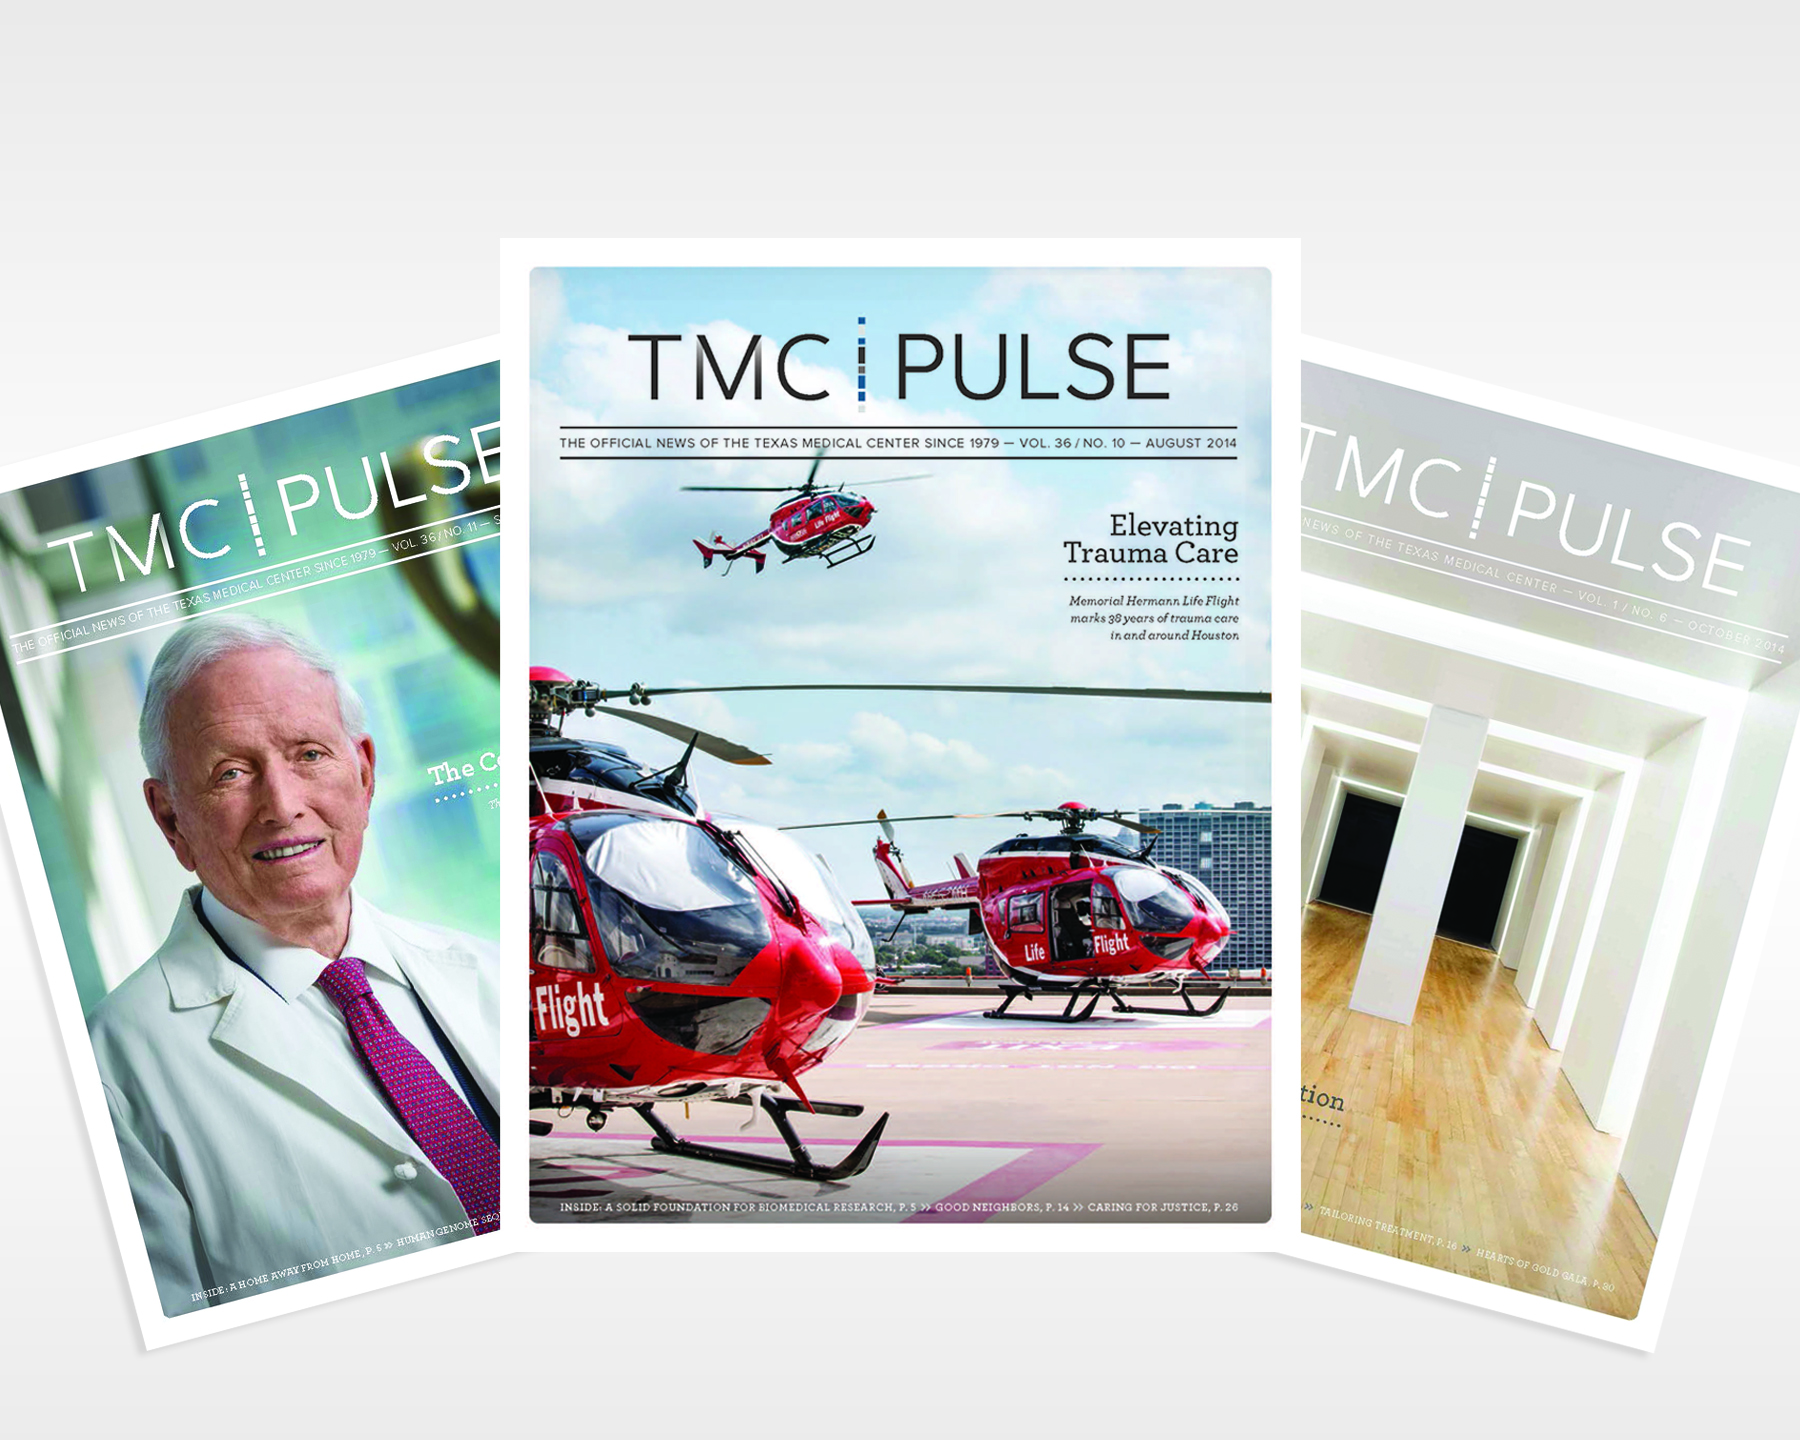 TMC PULSE
THE OFFICIAL NEWS OF THE TEXAS MEDICAL CENTER SINCE 1979 — VOL. 36 / NO. 11 — S
The Co
INSIDE: A HOME AWAY FROM HOME, P. 5 >> HUMAN GENOME SEQ
TMC PULSE
THE OFFICIAL NEWS OF THE TEXAS MEDICAL CENTER SINCE 1979 — VOL. 36 / NO. 10 — AUGUST 2014
Life Flight
Elevating
Trauma Care
Memorial Hermann Life Flight
marks 38 years of trauma care
in and around Houston
Life Flight
Flight
INSIDE: A SOLID FOUNDATION FOR BIOMEDICAL RESEARCH, P. 5 >> GOOD NEIGHBORS, P. 14 >> CARING FOR JUSTICE, P. 26
TMC PULSE
NEWS OF THE TEXAS MEDICAL CENTER — VOL. 1 / NO. 6 — OCTOBER 2014
tion
>> TAILORING TREATMENT, P. 16 >> HEARTS OF GOLD GALA, P. 30